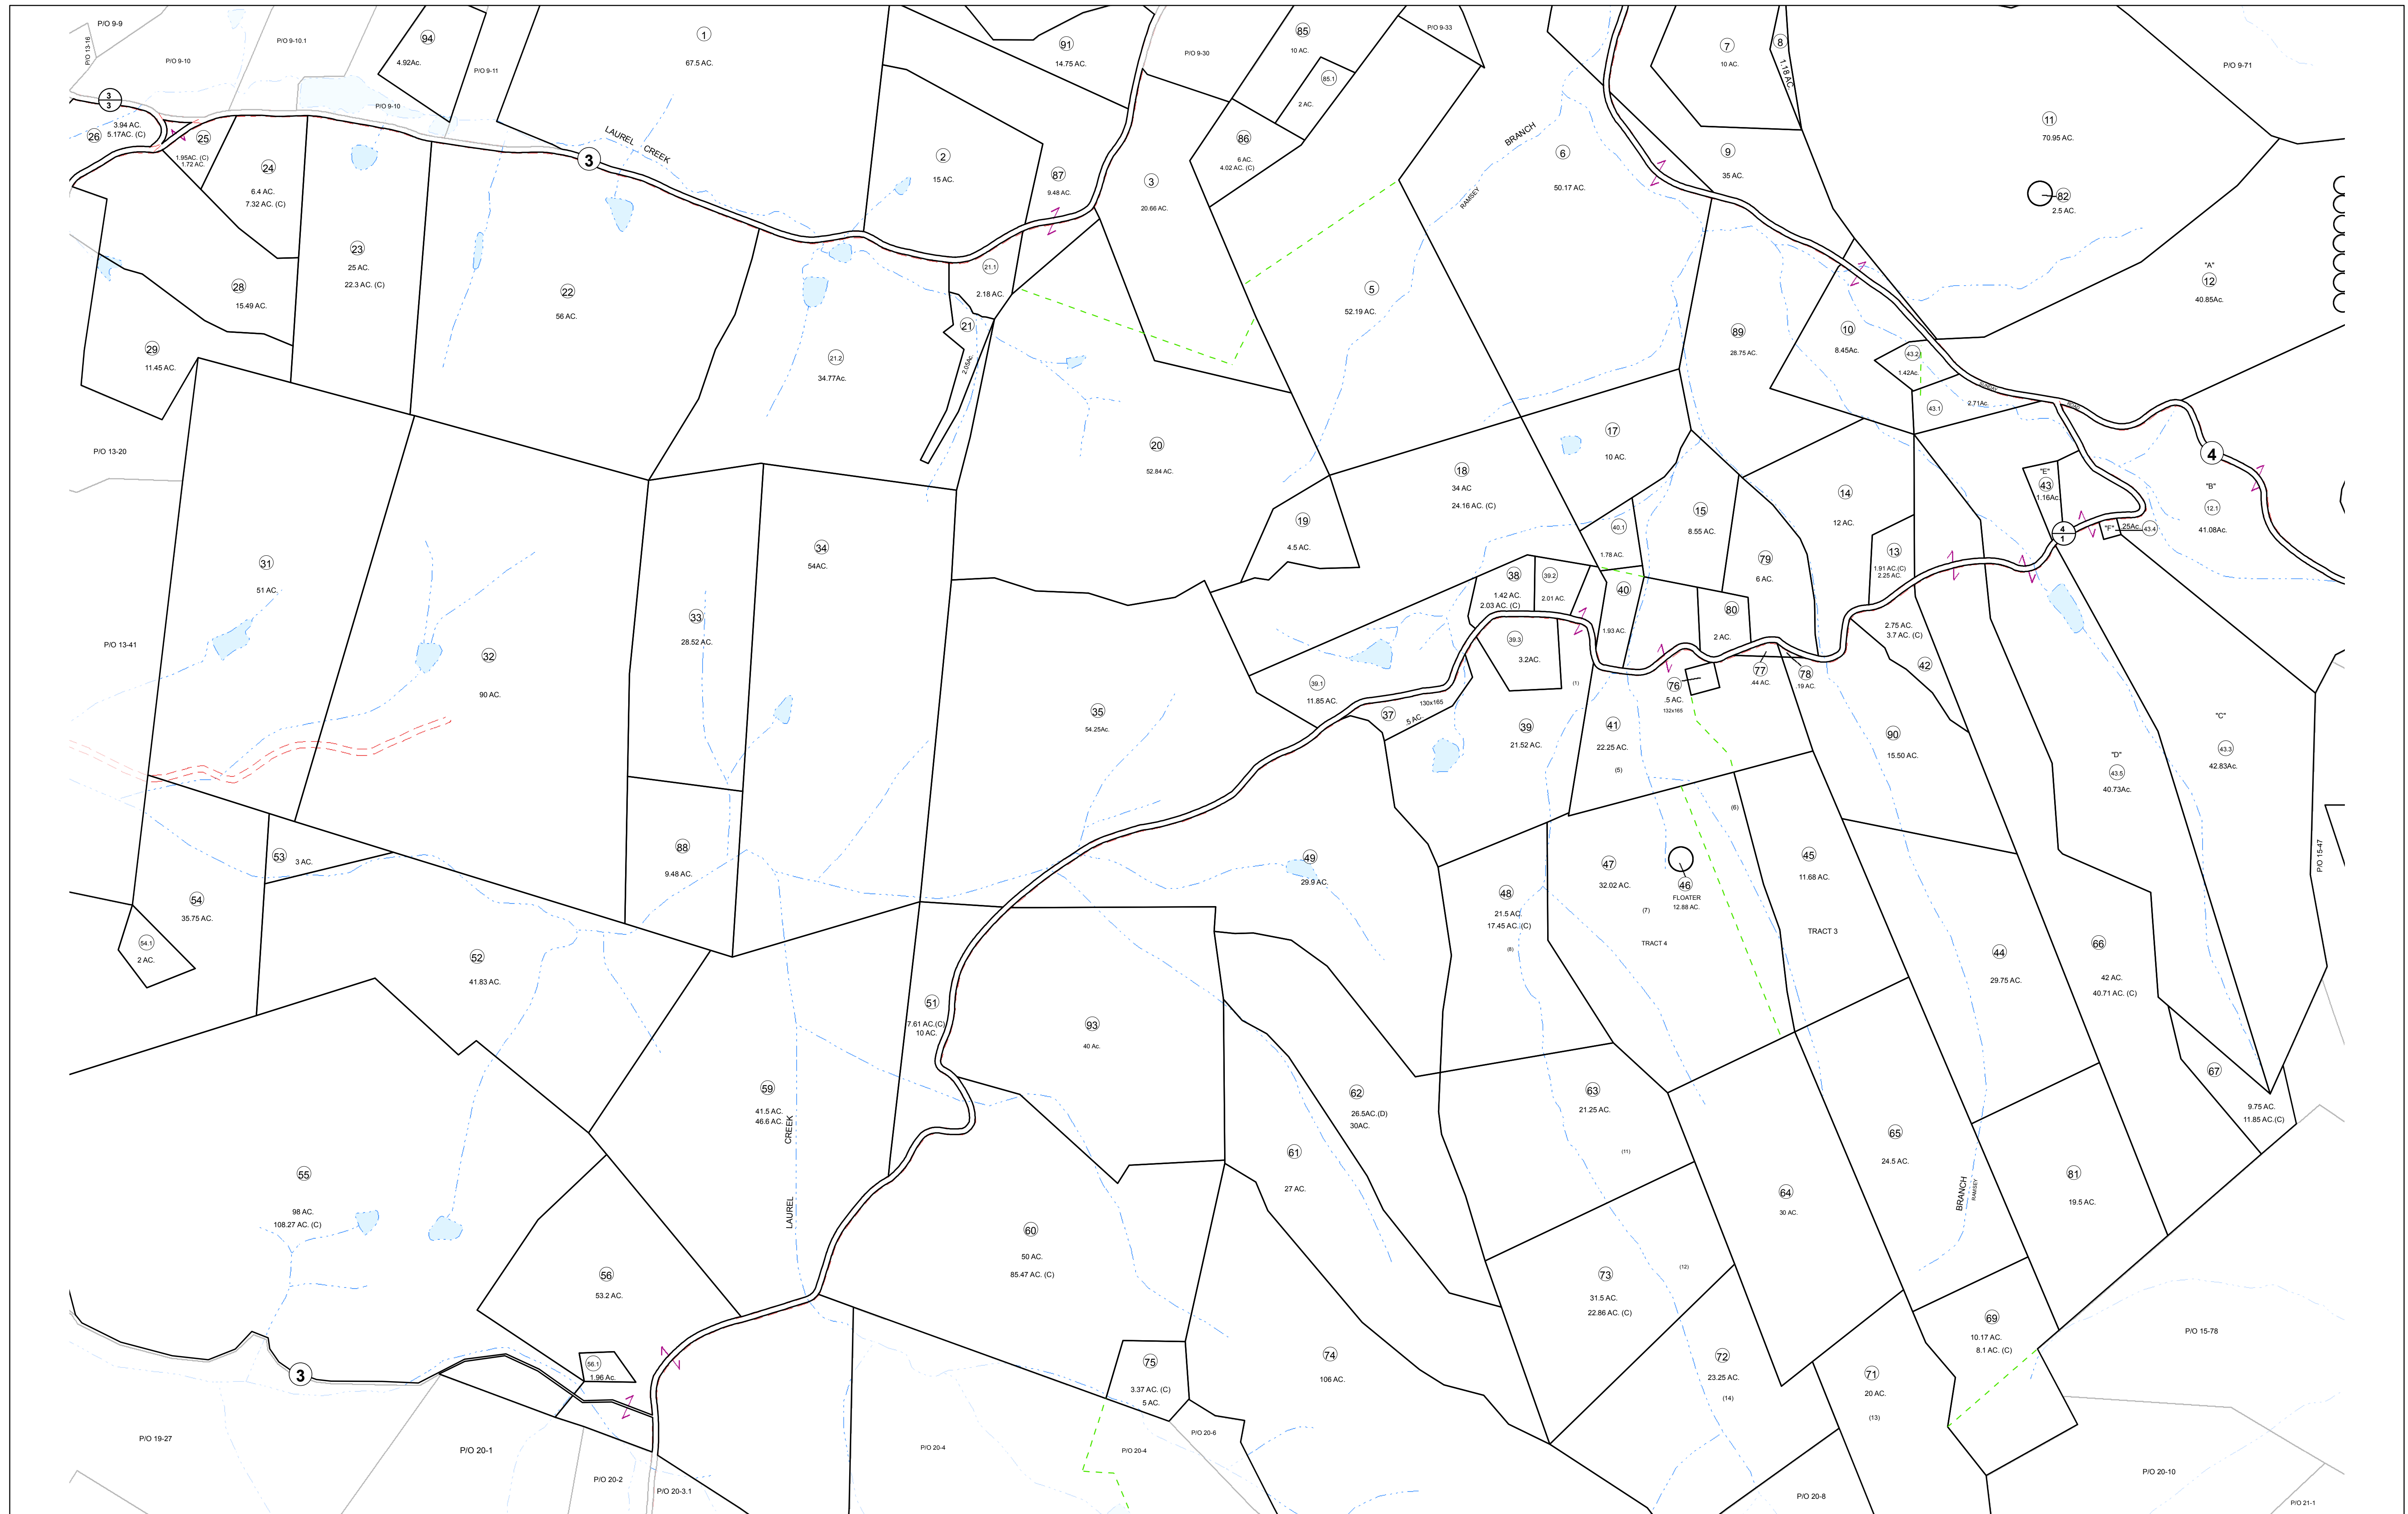 P/O 9-9
P/O 13-16
P/O 9-10
P/O 9-10.1
94
4.92Ac.
P/O 9-11
P/O 9-10
1
67.5 AC.
91
14.75 AC.
P/O 9-30
85
10 AC.
85.1
2 AC.
P/O 9-33
7
10 AC.
8
1.18 AC.
P/O 9-71
3
3
26
3.94 AC.
5.17AC. (C)
25
1.95AC. (C)
1.72 AC.
24
6.4 AC.
7.32 AC. (C)
3
LAUREL CREEK
2
15 AC.
87
9.48 AC.
3
20.66 AC.
86
6 AC.
4.02 AC. (C)
BRANCH
RAMSEY
6
50.17 AC.
9
35 AC.
11
70.95 AC.
82
2.5 AC.
23
25 AC.
22.3 AC. (C)
28
15.49 AC.
29
11.45 AC.
22
56 AC.
21.1
2.18 AC.
21
2.05Ac.
21.2
34.77Ac.
5
52.19 AC.
89
28.75 AC.
10
8.45Ac.
43.2
1.42Ac.
43.1
2.71Ac.
"A"
12
40.85Ac.
P/O 13-20
20
52.84 AC.
18
34 AC
24.16 AC. (C)
17
10 AC.
15
8.55 AC.
14
12 AC.
"E"
43
1.16Ac.
4
"B"
12.1
41.08Ac.
4
1
"F"
.25Ac.
43.4
19
4.5 AC.
40.1
1.78 AC.
79
6 AC.
13
1.91 AC.(C)
2.25 AC.
31
51 AC.
34
54AC.
33
28.52 AC.
32
90 AC.
P/O 13-41
38
1.42 AC.
2.03 AC. (C)
39.2
2.01 AC.
40
1.93 AC.
80
2 AC.
39.3
3.2AC.
2.75 AC.
3.7 AC. (C)
42
39.1
11.85 AC.
(1)
76
.5 AC.
132x165
77
.44 AC.
78
.19 AC.
130x165
37
.5 AC.
35
54.25Ac.
39
21.52 AC.
41
22.25 AC.
(5)
90
15.50 AC.
"C"
43.3
42.83Ac.
"D"
43.5
40.73Ac.
(6)
P/O 15-47
53
3 AC.
88
9.48 AC.
49
29.9 AC.
47
32.02 AC.
(7)
TRACT 4
46
FLOATER
12.88 AC.
45
11.68 AC.
TRACT 3
54
35.75 AC.
54.1
2 AC.
48
21.5 AC.
17.45 AC. (C)
(8)
52
41.83 AC.
44
29.75 AC.
66
42 AC.
40.71 AC. (C)
51
7.61 AC.(C)
10 AC.
93
40 Ac.
59
41.5 AC.
46.6 AC.
LAUREL CREEK
62
26.5AC.(D)
30AC.
63
21.25 AC.
(11)
67
9.75 AC.
11.85 AC.(C)
61
27 AC.
65
24.5 AC.
55
98 AC.
108.27 AC. (C)
64
30 AC.
BRANCH
RAMSEY
81
19.5 AC.
60
50 AC.
85.47 AC. (C)
56
53.2 AC.
73
31.5 AC.
22.86 AC. (C)
(12)
69
10.17 AC.
8.1 AC. (C)
P/O 15-78
3
56.1
1.96 Ac.
75
3.37 AC. (C)
5 AC.
74
106 AC.
72
23.25 AC.
(14)
71
20 AC.
(13)
P/O 19-27
P/O 20-1
P/O 20-2
P/O 20-3.1
P/O 20-4
P/O 20-4
P/O 20-6
P/O 20-8
P/O 20-10
P/O 21-1